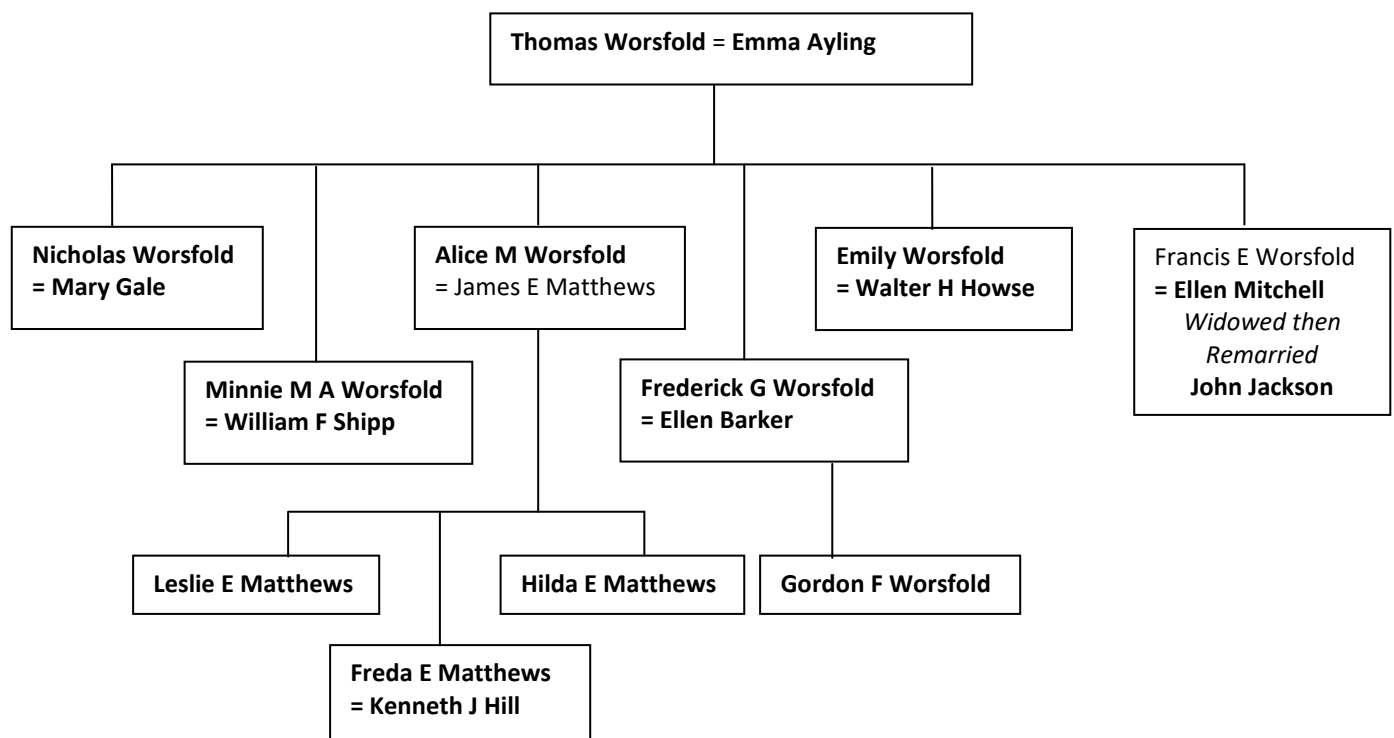 Thomas Worsfold = Emma Ayling
Nicholas Worsfold
= Mary Gale
Minnie M A Worsfold
= William F Shipp
Alice M Worsfold
= James E Matthews
Frederick G Worsfold
= Ellen Barker
Emily Worsfold
= Walter H Howse
Francis E Worsfold
= Ellen Mitchell
Widowed then
Remarried
John Jackson
Leslie E Matthews
Freda E Matthews
= Kenneth J Hill
Hilda E Matthews
Gordon F Worsfold